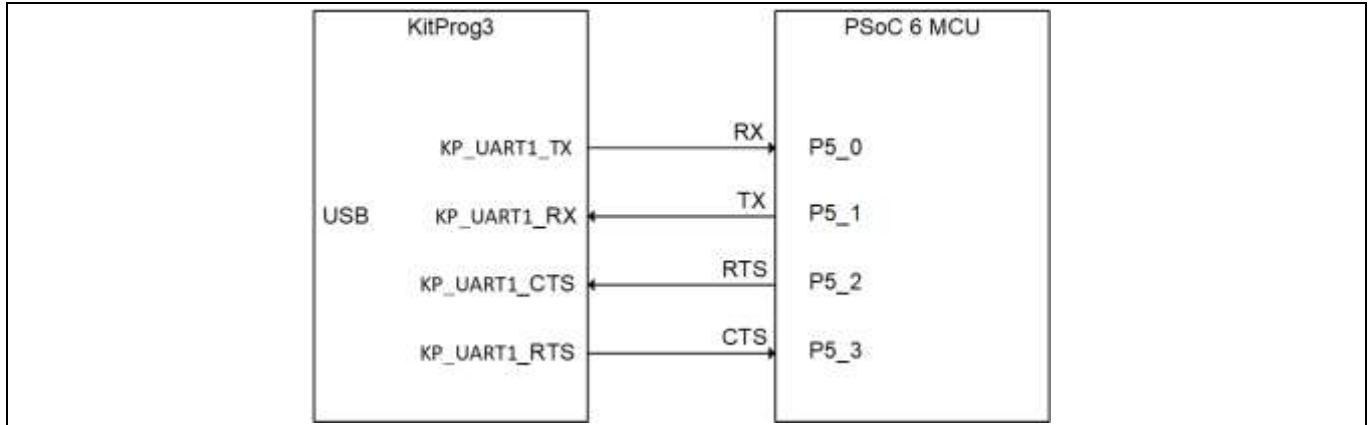 KitProg3
PSoC 6 MCU
KP_UART1_TX
RX
P5_0
USB
KP_UART1_RX
TX
P5_1
KP_UART1_CTS
RTS
P5_2
KP_UART1_RTS
CTS
P5_3